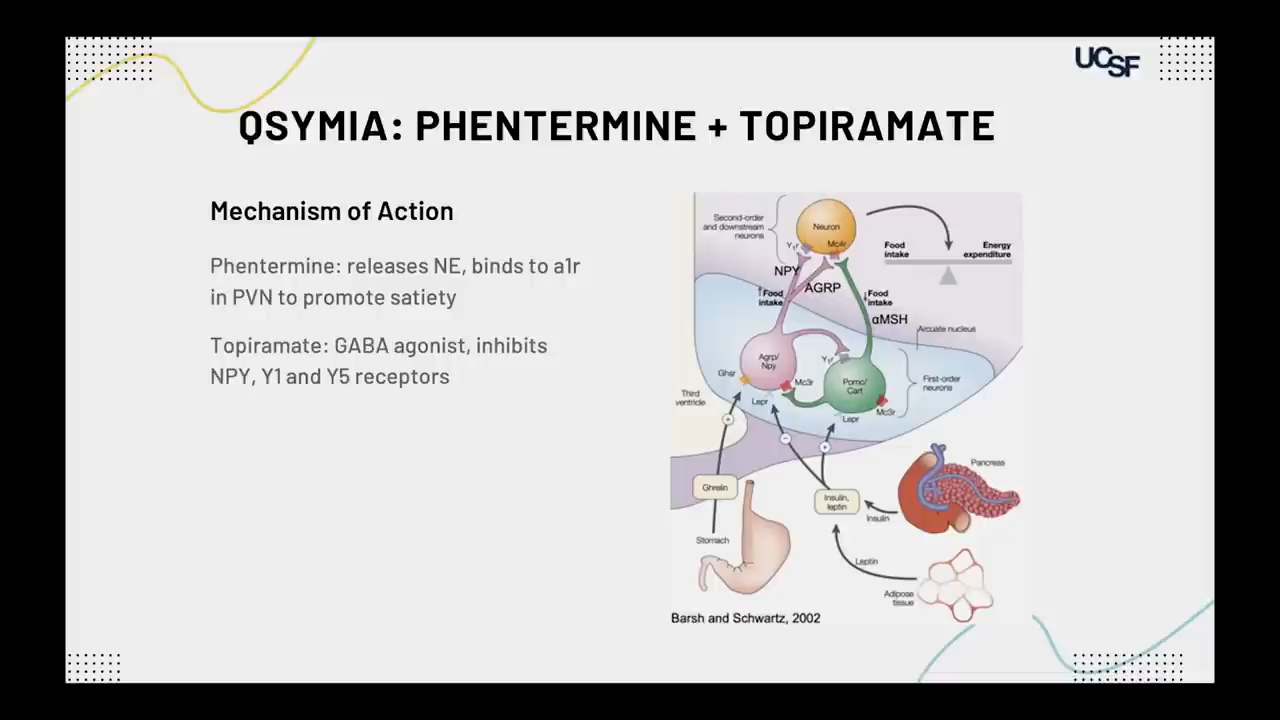 UCSF
QSYMIA: PHENTERMINE + TOPIRAMATE
Mechanism of Action
Phentermine: releases NE, binds to a1r
in PVN to promote satiety
Topiramate: GABA agonist, inhibits
NPY, Y1 and Y5 receptors
Second-order
and downstream
neurons
Neuron
Y1r
Mc4r
Food
intake
Energy
expenditure
NPY
AGRP
↑Food
intake
↓Food
intake
αMSH
Arcuate nucleus
Agrp/
Npy
Y1r
Pomc/
Cart
Ghsr
Mc3r
Lepr
Lepr
Mc3r
First-order
neurons
Third
ventricle
+
−
+
Ghrelin
Insulin,
leptin
Pancreas
Insulin
Stomach
Leptin
Adipose
tissue
Barsh and Schwartz, 2002